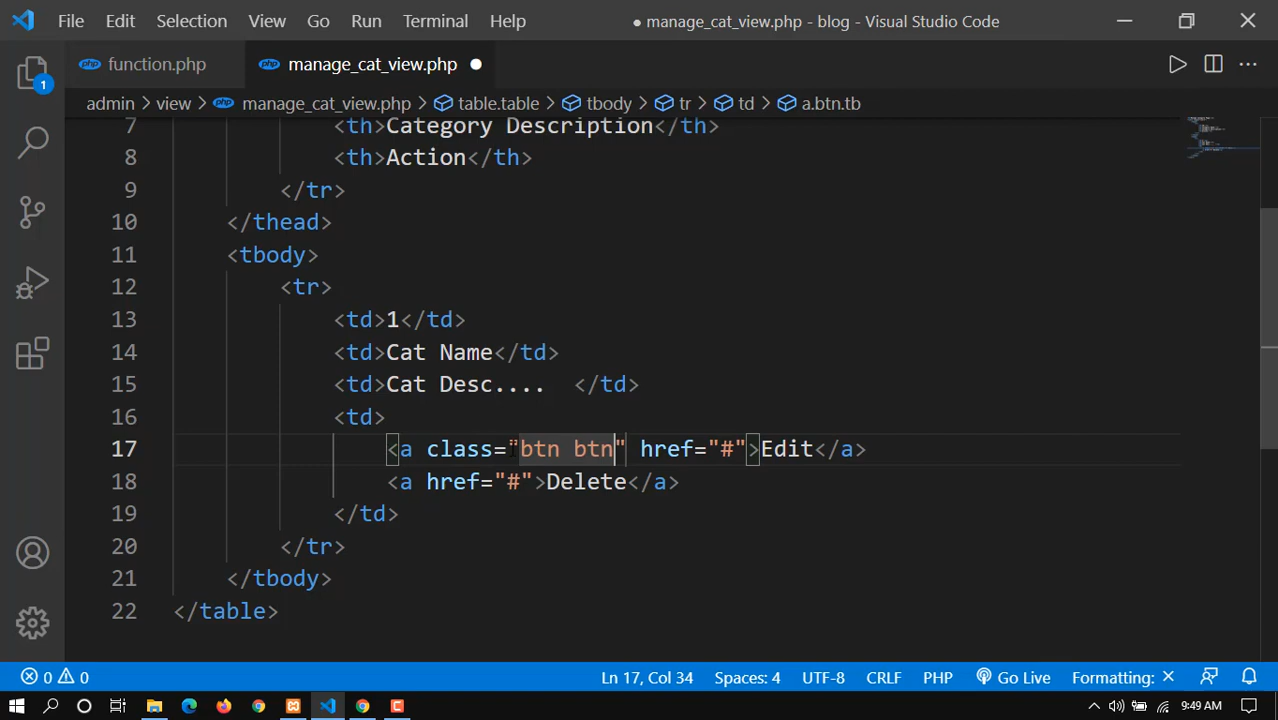 File Edit Selection View Go Run Terminal Help ● manage_cat_view.php - blog - Visual Studio Code
function.php manage_cat_view.php ●
admin > view > manage_cat_view.php > table.table > tbody > tr > td > a.btn.tb
1
7 <th>Category Description</th>
8 <th>Action</th>
9 </tr>
10 </thead>
11 <tbody>
12 <tr>
13 <td>1</td>
14 <td>Cat Name</td>
15 <td>Cat Desc.... </td>
16 <td>
17 <a class="btn btn" href="#">Edit</a>
18 <a href="#">Delete</a>
19 </td>
20 </tr>
21 </tbody>
22 </table>
0 0 Ln 17, Col 34 Spaces: 4 UTF-8 CRLF PHP Go Live Formatting: ×
9:49 AM